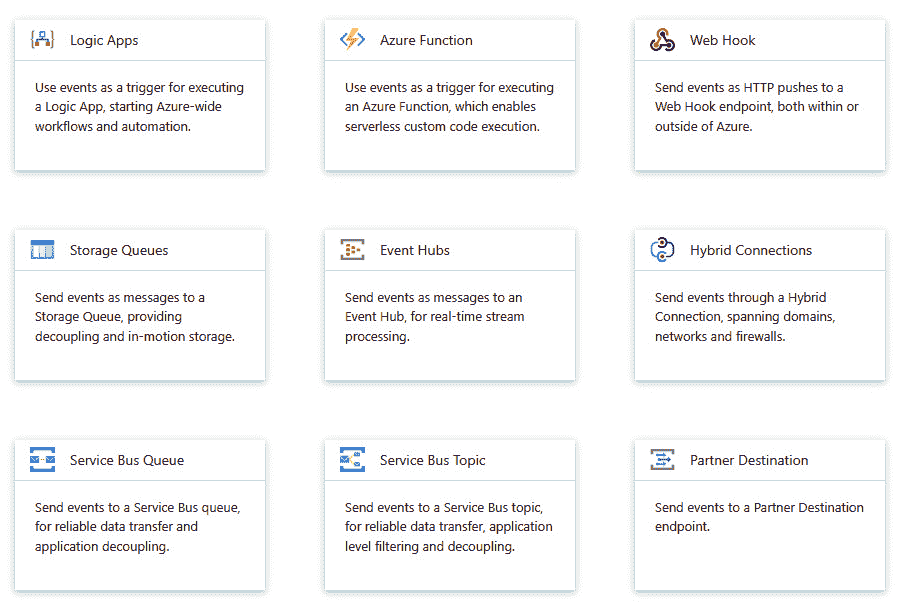 Logic Apps
Use events as a trigger for executing
a Logic App, starting Azure-wide
workflows and automation.
Azure Function
Use events as a trigger for executing
an Azure Function, which enables
serverless custom code execution.
Web Hook
Send events as HTTP pushes to a
Web Hook endpoint, both within or
outside of Azure.
Storage Queues
Send events as messages to a
Storage Queue, providing
decoupling and in-motion storage.
Event Hubs
Send events as messages to an
Event Hub, for real-time stream
processing.
Hybrid Connections
Send events through a Hybrid
Connection, spanning domains,
networks and firewalls.
Service Bus Queue
Send events to a Service Bus queue,
for reliable data transfer and
application decoupling.
Service Bus Topic
Send events to a Service Bus topic,
for reliable data transfer, application
level filtering and decoupling.
Partner Destination
Send events to a Partner Destination
endpoint.